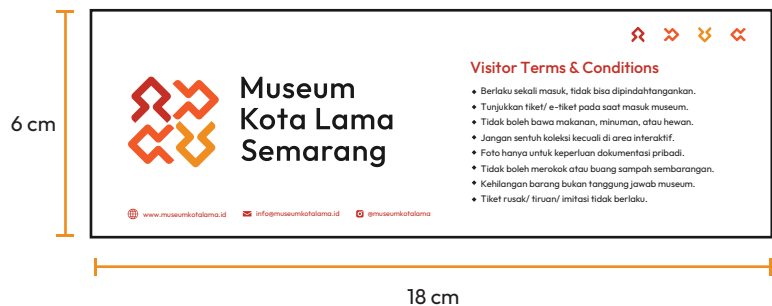 6 cm
Museum
Kota Lama
Semarang
www.museumkotalama.id
info@museumkotalama.id
@museumkotalama
Visitor Terms & Conditions
Berlaku sekali masuk, tidak bisa dipindahtangankan.
Tunjukkan tiket/ e-tiket pada saat masuk museum.
Tidak boleh bawa makanan, minuman, atau hewan.
Jangan sentuh koleksi kecuali di area interaktif.
Foto hanya untuk keperluan dokumentasi pribadi.
Tidak boleh merokok atau buang sampah sembarangan.
Kehilangan barang bukan tanggung jawab museum.
Tiket rusak/ tiruan/ imitasi tidak berlaku.
18 cm